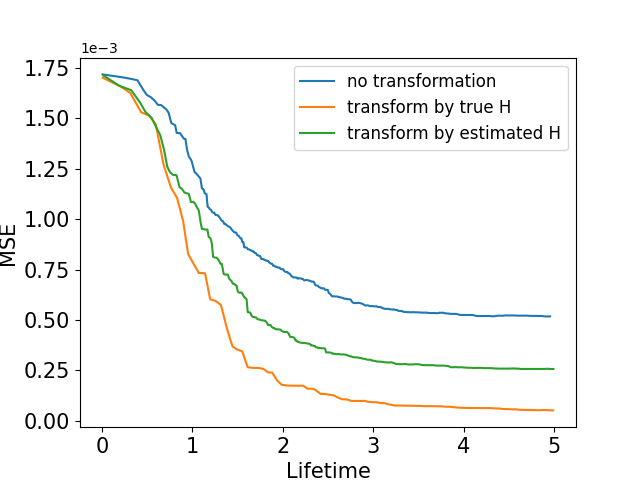 1e−3
1.75
1.50
1.25
1.00
0.75
0.50
0.25
0.00
MSE
no transformation
transform by true H
transform by estimated H
0 1 2 3 4 5
Lifetime